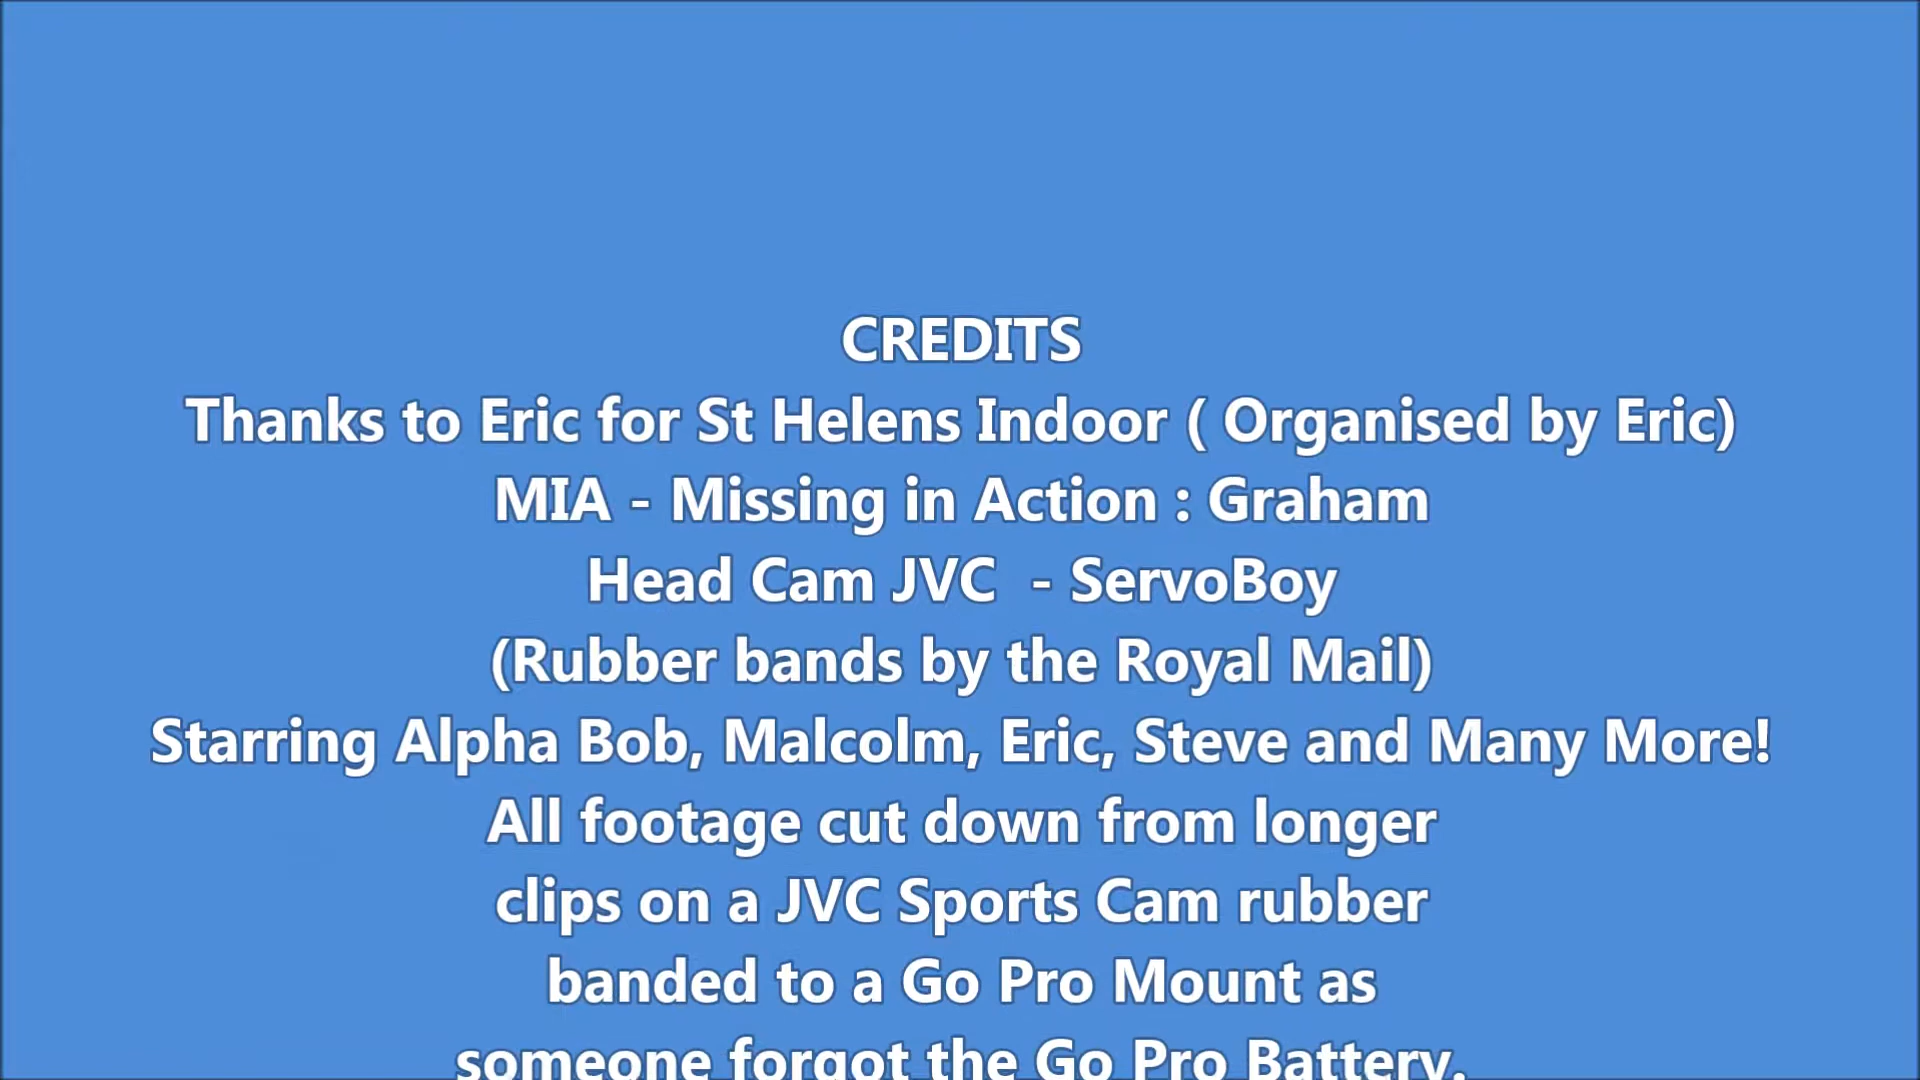 CREDITS
Thanks to Eric for St Helens Indoor ( Organised by Eric)
MIA - Missing in Action : Graham
Head Cam JVC  - ServoBoy
(Rubber bands by the Royal Mail)
Starring Alpha Bob, Malcolm, Eric, Steve and Many More!
All footage cut down from longer
clips on a JVC Sports Cam rubber
banded to a Go Pro Mount as
someone forgot the Go Pro Battery.